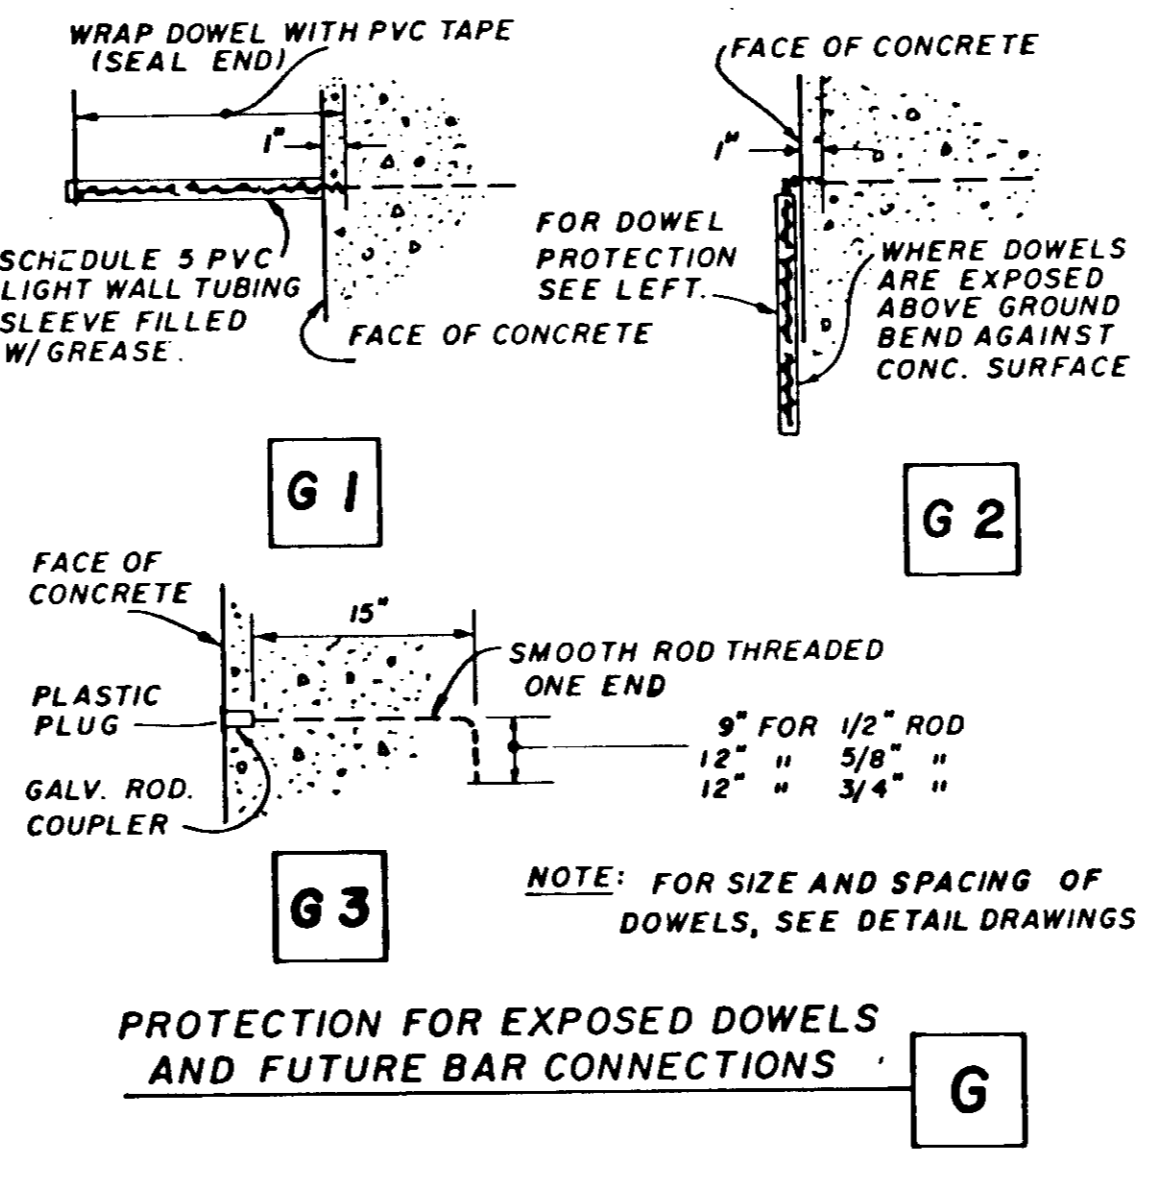 WRAP DOWEL WITH PVC TAPE
(SEAL END)
1"
SCHEDULE 5 PVC
LIGHT WALL TUBING
SLEEVE FILLED
W/ GREASE.
FACE OF CONCRETE
G 1
FACE OF CONCRETE
1"
FOR DOWEL
PROTECTION
SEE LEFT.
WHERE DOWELS
ARE EXPOSED
ABOVE GROUND
BEND AGAINST
CONC. SURFACE
G 2
FACE OF
CONCRETE
15"
SMOOTH ROD THREADED
ONE END
PLASTIC
PLUG
GALV. ROD.
COUPLER
9" FOR 1/2" ROD
12" " 5/8" "
12" " 3/4" "
G 3
NOTE: FOR SIZE AND SPACING OF
DOWELS, SEE DETAIL DRAWINGS
PROTECTION FOR EXPOSED DOWELS
AND FUTURE BAR CONNECTIONS
G